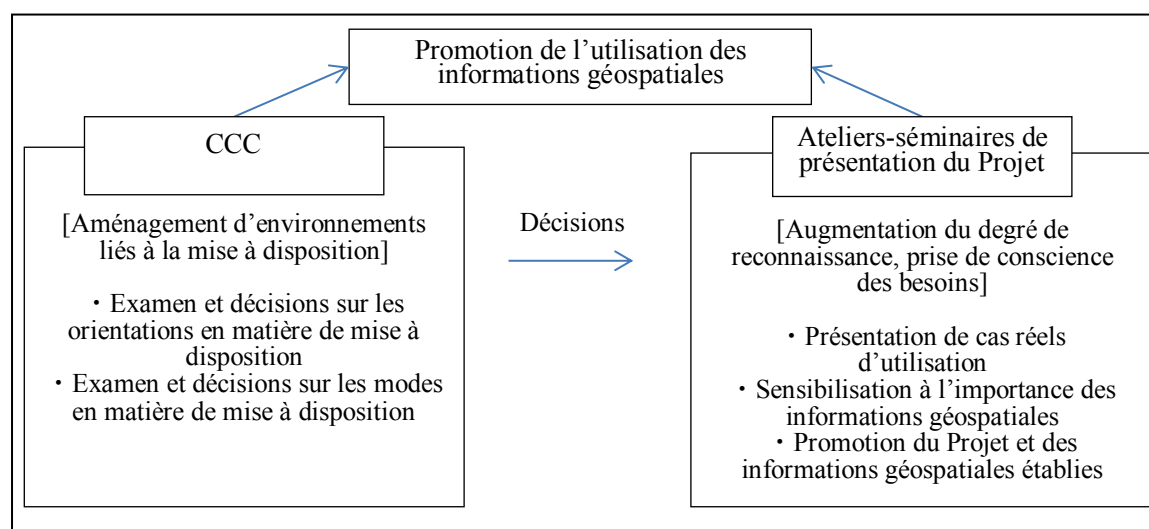 Promotion de l’utilisation des
informations géospatiales
CCC
[Aménagement d’environnements
liés à la mise à disposition]
・Examen et décisions sur les
orientations en matière de mise à
disposition
・Examen et décisions sur les modes
en matière de mise à disposition
Décisions
Ateliers-séminaires de
présentation du Projet
[Augmentation du degré de
reconnaissance, prise de conscience
des besoins]
・Présentation de cas réels
d’utilisation
・Sensibilisation à l’importance des
informations géospatiales
・Promotion du Projet et des
informations géospatiales établies